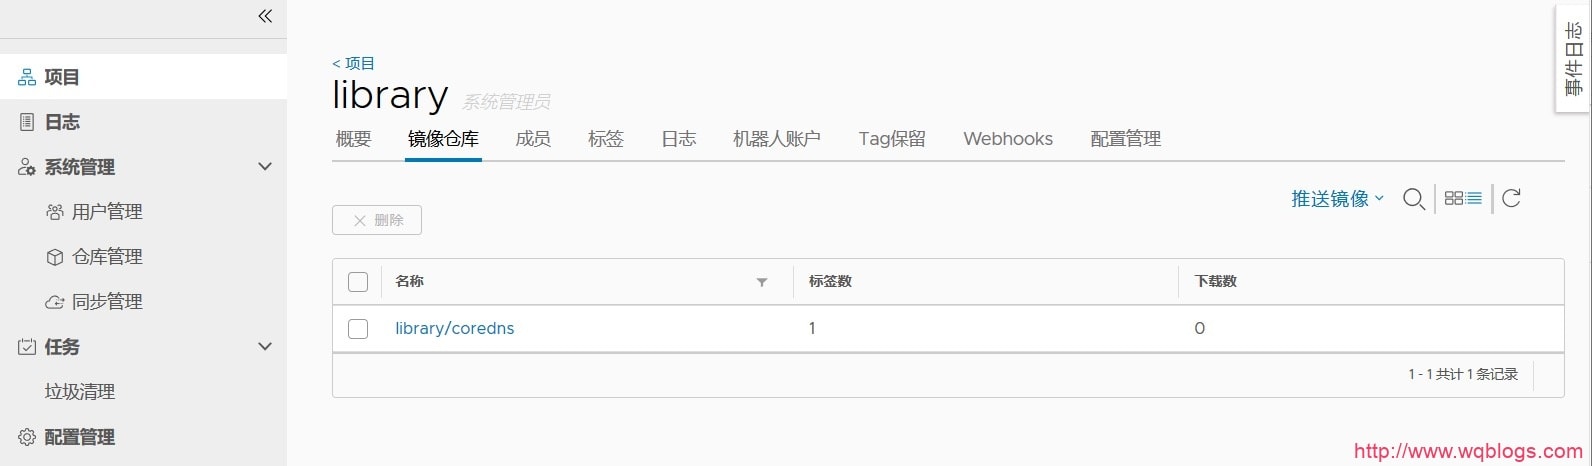 项目
日志
系统管理
用户管理
仓库管理
同步管理
任务
垃圾清理
配置管理
< 项目
library 系统管理员
概要 镜像仓库 成员 标签 日志 机器人账户 Tag保留 Webhooks 配置管理
推送镜像
删除
名称 标签数 下载数
library/coredns 1 0
1 - 1 共计 1 条记录
事件日志
http://www.wqblogs.com